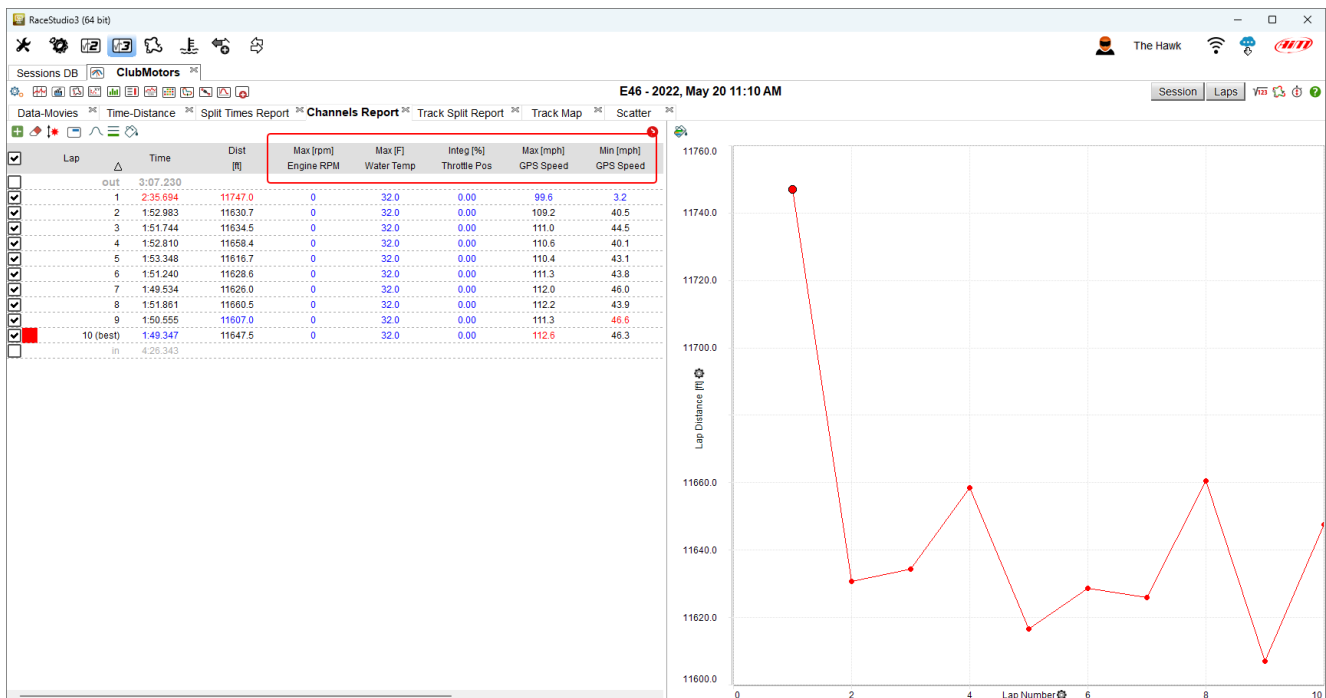 RaceStudio3 (64 bit)
The Hawk
AiM
Sessions DB ClubMotors
E46 - 2022, May 20 11:10 AM
Session Laps
Data-Movies Time-Distance Split Times Report Channels Report Track Split Report Track Map Scatter
Lap Time Dist [ft] Max [rpm] Engine RPM Max [F] Water Temp Integ [%] Throttle Pos Max [mph] GPS Speed Min [mph] GPS Speed
out 3:07.230
1 2:35.694 11747.0 0 32.0 0.00 99.6 3.2
2 1:52.983 11630.7 0 32.0 0.00 109.2 40.5
3 1:51.744 11634.5 0 32.0 0.00 111.0 44.5
4 1:52.810 11658.4 0 32.0 0.00 110.6 40.1
5 1:53.348 11616.7 0 32.0 0.00 110.4 43.1
6 1:51.240 11628.6 0 32.0 0.00 111.3 43.8
7 1:49.534 11626.0 0 32.0 0.00 112.0 46.0
8 1:51.861 11660.5 0 32.0 0.00 112.2 43.9
9 1:50.555 11607.0 0 32.0 0.00 111.3 46.6
10 (best) 1:49.347 11647.5 0 32.0 0.00 112.6 46.3
in 4:26.343
11760.0
11740.0
11720.0
11700.0
Lap Distance [ft]
11660.0
11640.0
11620.0
11600.0
0 2 4 Lap Number 6 8 10